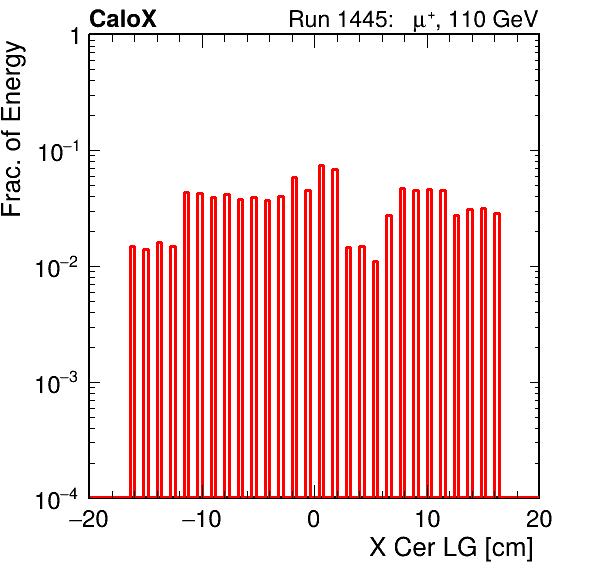 CaloX Run 1445: μ⁺, 110 GeV
Frac. of Energy
1
10⁻¹
10⁻²
10⁻³
10⁻⁴
−20 −10 0 10 20
X Cer LG [cm]